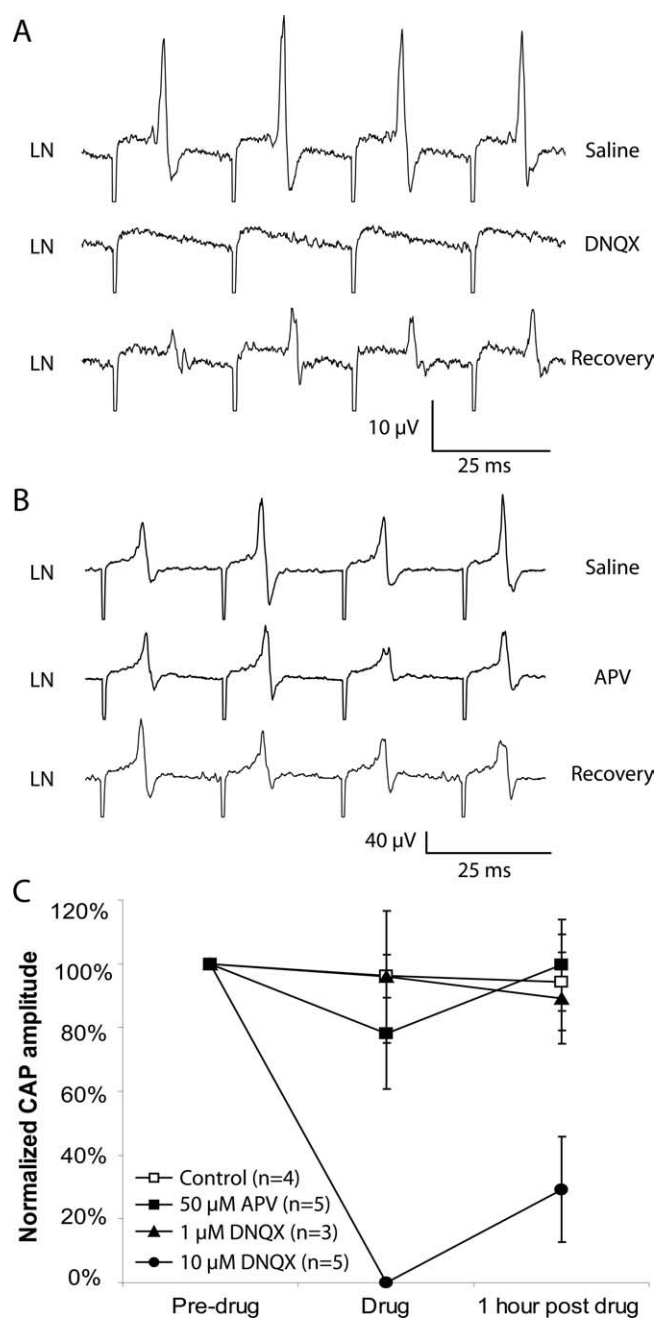 A
LN Saline
LN DNQX
LN Recovery
10 µV
25 ms
B
LN Saline
LN APV
LN Recovery
40 µV
25 ms
C
Normalized CAP amplitude
120%
100%
80%
60%
40%
20%
0%
Control (n=4)
50 µM APV (n=5)
1 µM DNQX (n=3)
10 µM DNQX (n=5)
Pre-drug Drug 1 hour post drug